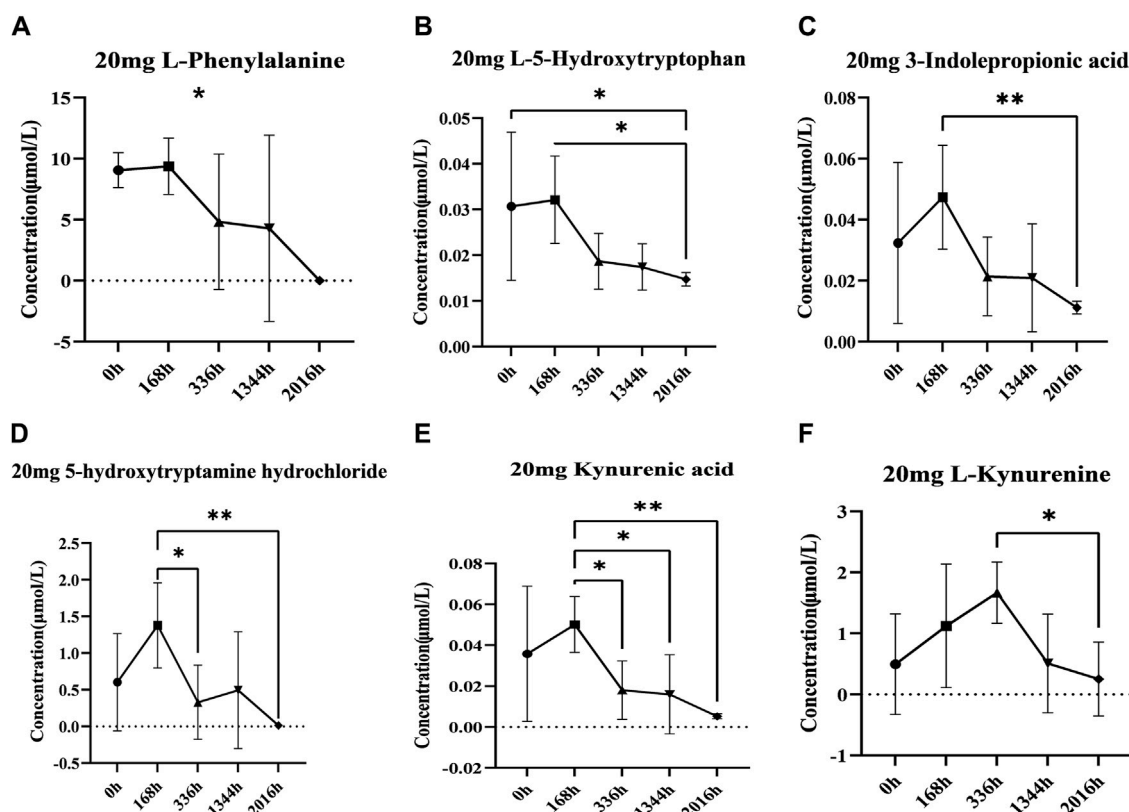 A
20mg L-Phenylalanine
*
Concentration(μmol/L)
15
10
5
0
-5
0h
168h
336h
1344h
2016h
B
20mg L-5-Hydroxytryptophan
*
*
Concentration(μmol/L)
0.05
0.04
0.03
0.02
0.01
0.00
0h
168h
336h
1344h
2016h
C
20mg 3-Indolepropionic acid
**
Concentration(μmol/L)
0.08
0.06
0.04
0.02
0.00
0h
168h
336h
1344h
2016h
D
20mg 5-hydroxytryptamine hydrochloride
**
*
Concentration(μmol/L)
2.5
2.0
1.5
1.0
0.5
0.0
-0.5
0h
168h
336h
1344h
2016h
E
20mg Kynurenic acid
**
*
*
Concentration(μmol/L)
0.08
0.06
0.04
0.02
0.00
-0.02
0h
168h
336h
1344h
2016h
F
20mg L-Kynurenine
*
Concentration(μmol/L)
3
2
1
0
-1
0h
168h
336h
1344h
2016h